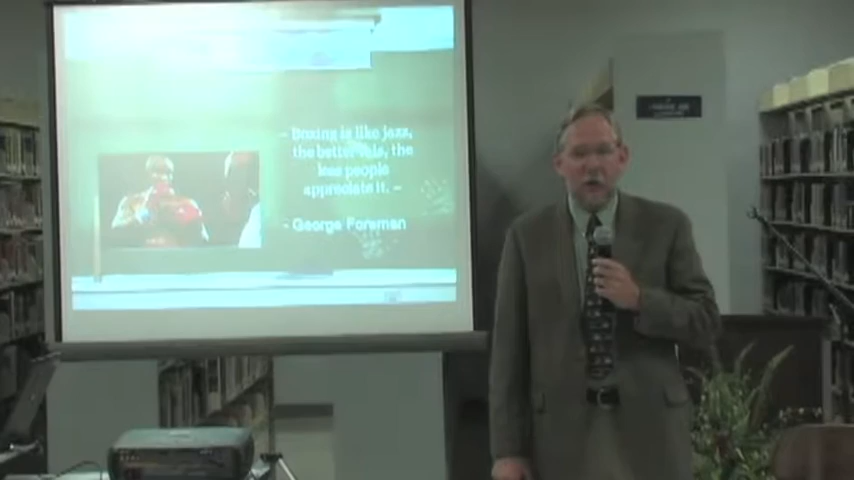 - Boxing is like jazz,
the better it is, the
less people
appreciate it. -
- George Foreman